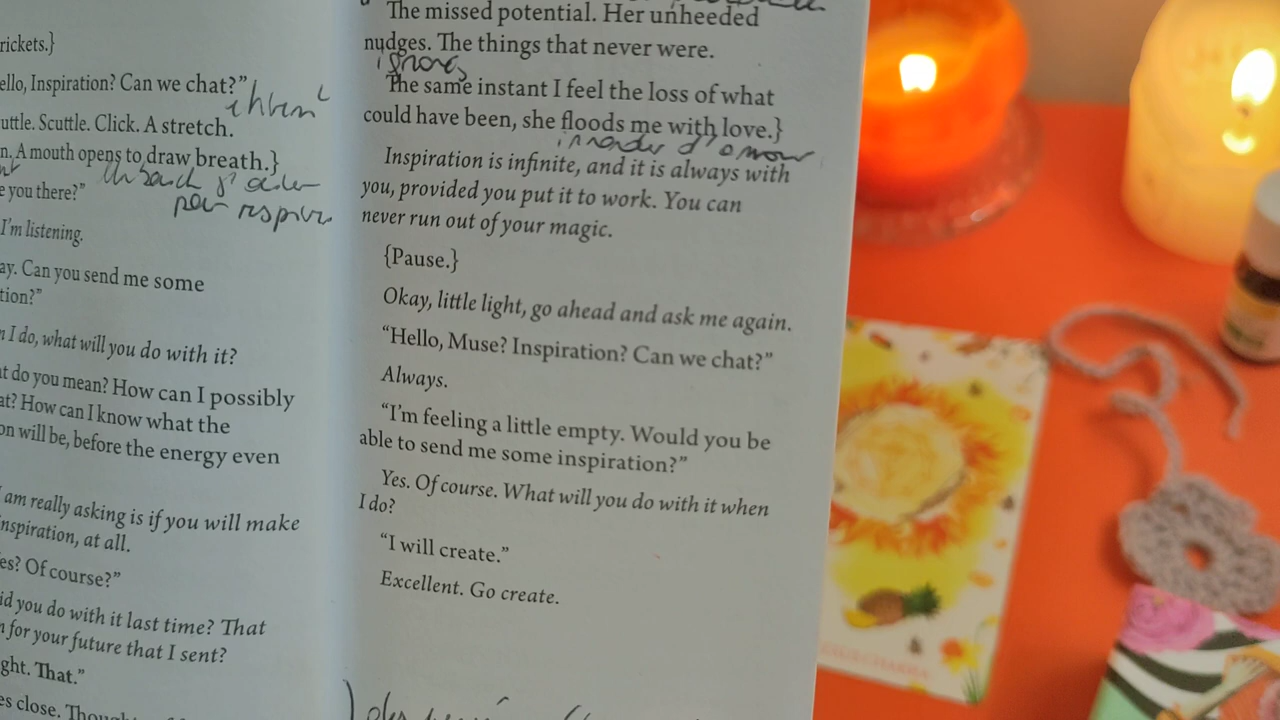 rickets.}
ello, Inspiration? Can we chat?”
uttle. Scuttle. Click. A stretch.
n. A mouth opens to draw breath.}
e you there?”
I’m listening.
ay. Can you send me some
tion?”
n I do, what will you do with it?
at do you mean? How can I possibly
at? How can I know what the
on will be, before the energy even
I am really asking is if you will make
nspiration, at all.
es? Of course?”
id you do with it last time? That
n for your future that I sent?
ght. That.”
es close.
The missed potential. Her unheeded
nudges. The things that never were.
ignorés
The same instant I feel the loss of what
could have been, she floods me with love.}
inonder d'amour
Inspiration is infinite, and it is always with
you, provided you put it to work. You can
never run out of your magic.
{Pause.}
Okay, little light, go ahead and ask me again.
“Hello, Muse? Inspiration? Can we chat?”
Always.
“I’m feeling a little empty. Would you be
able to send me some inspiration?”
Yes. Of course. What will you do with it when
I do?
“I will create.”
Excellent. Go create.